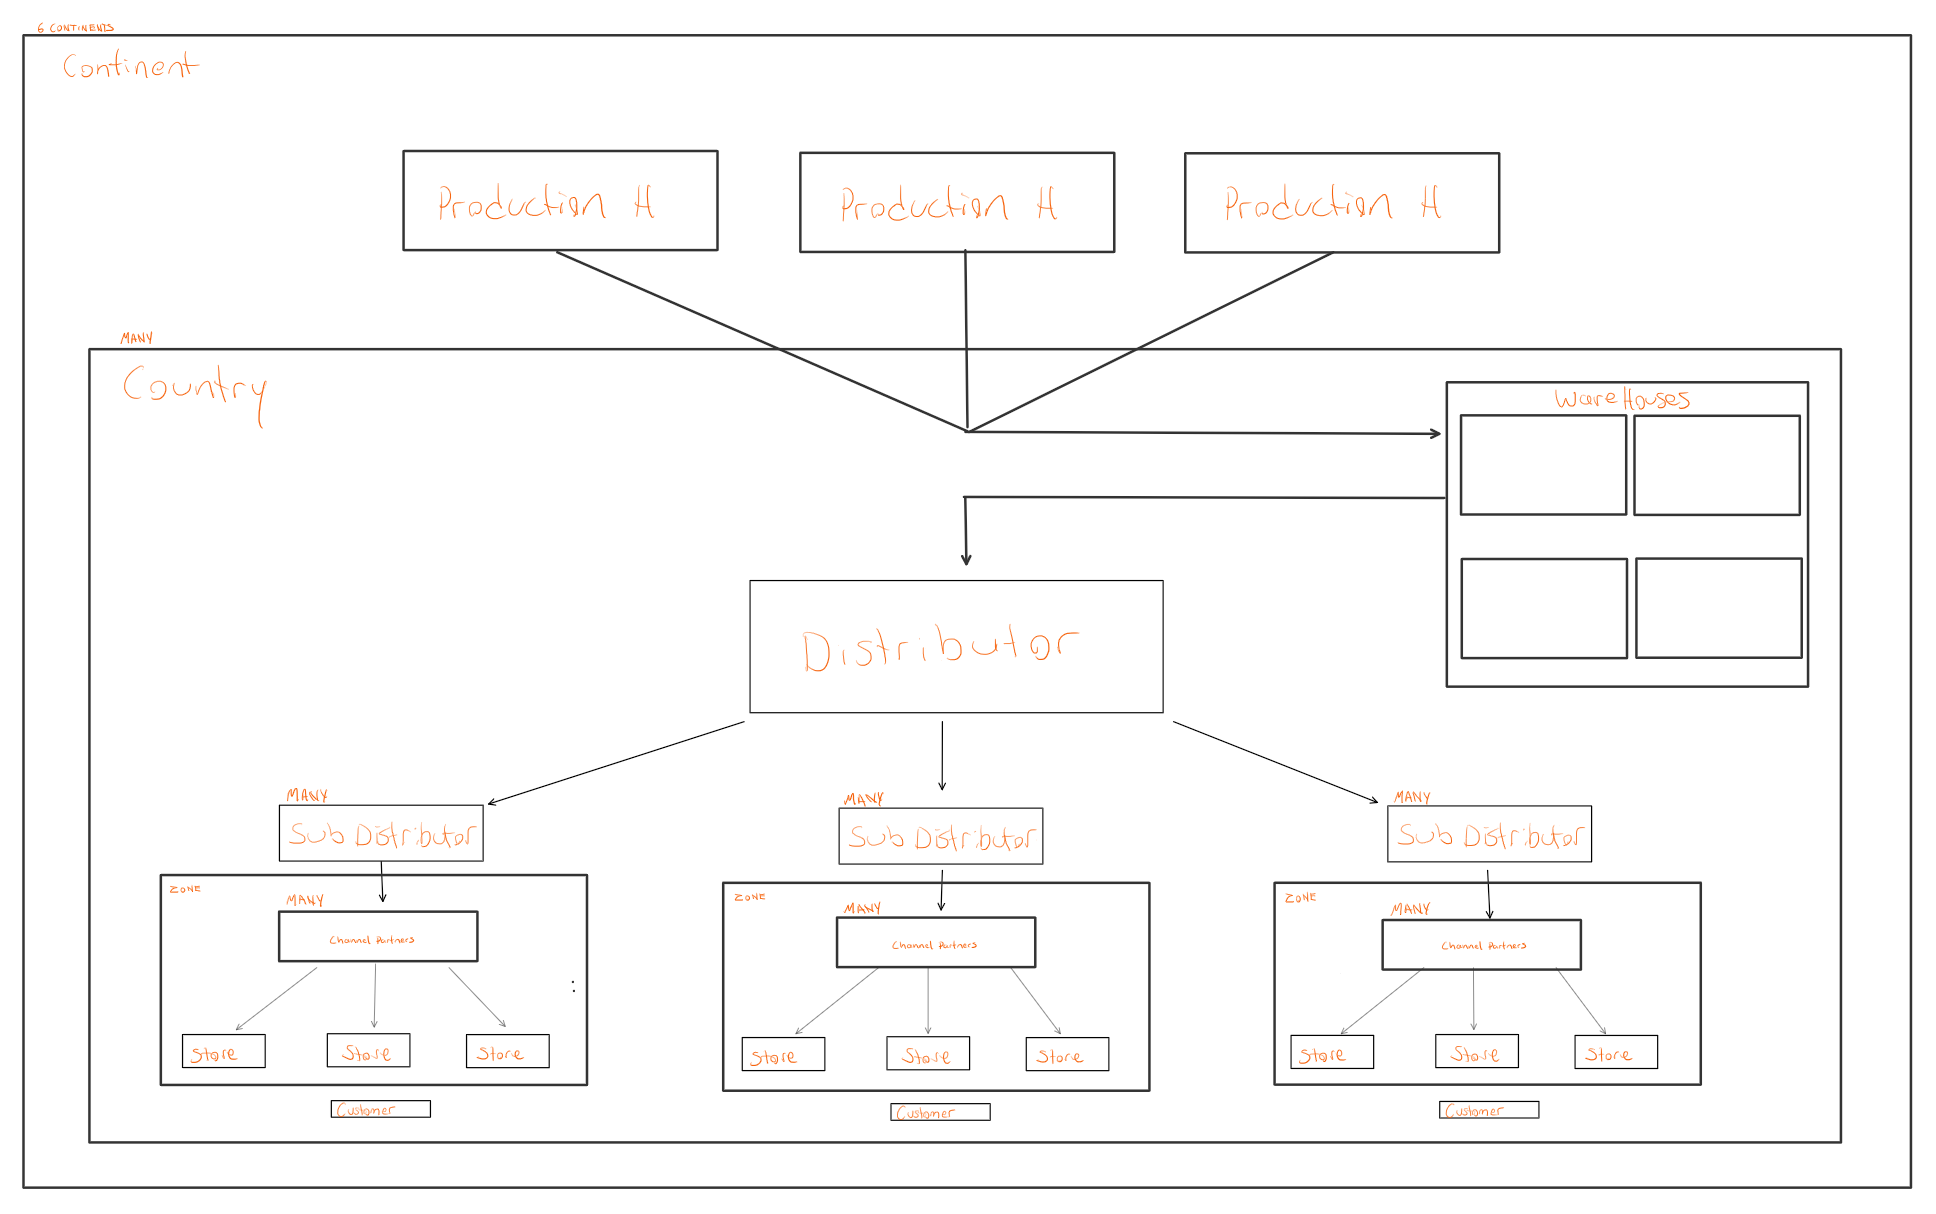 6 CONTINENTS
Continent
Production H
Production H
Production H
MANY
Country
WareHouses
Distributor
MANY
MANY
MANY
Sub Distributor
Sub Distributor
Sub Distributor
ZONE
ZONE
ZONE
MANY
MANY
MANY
Channel Partners
Channel Partners
Channel Partners
Store
Store
Store
Store
Store
Store
Store
Store
Store
Customer
Customer
Customer